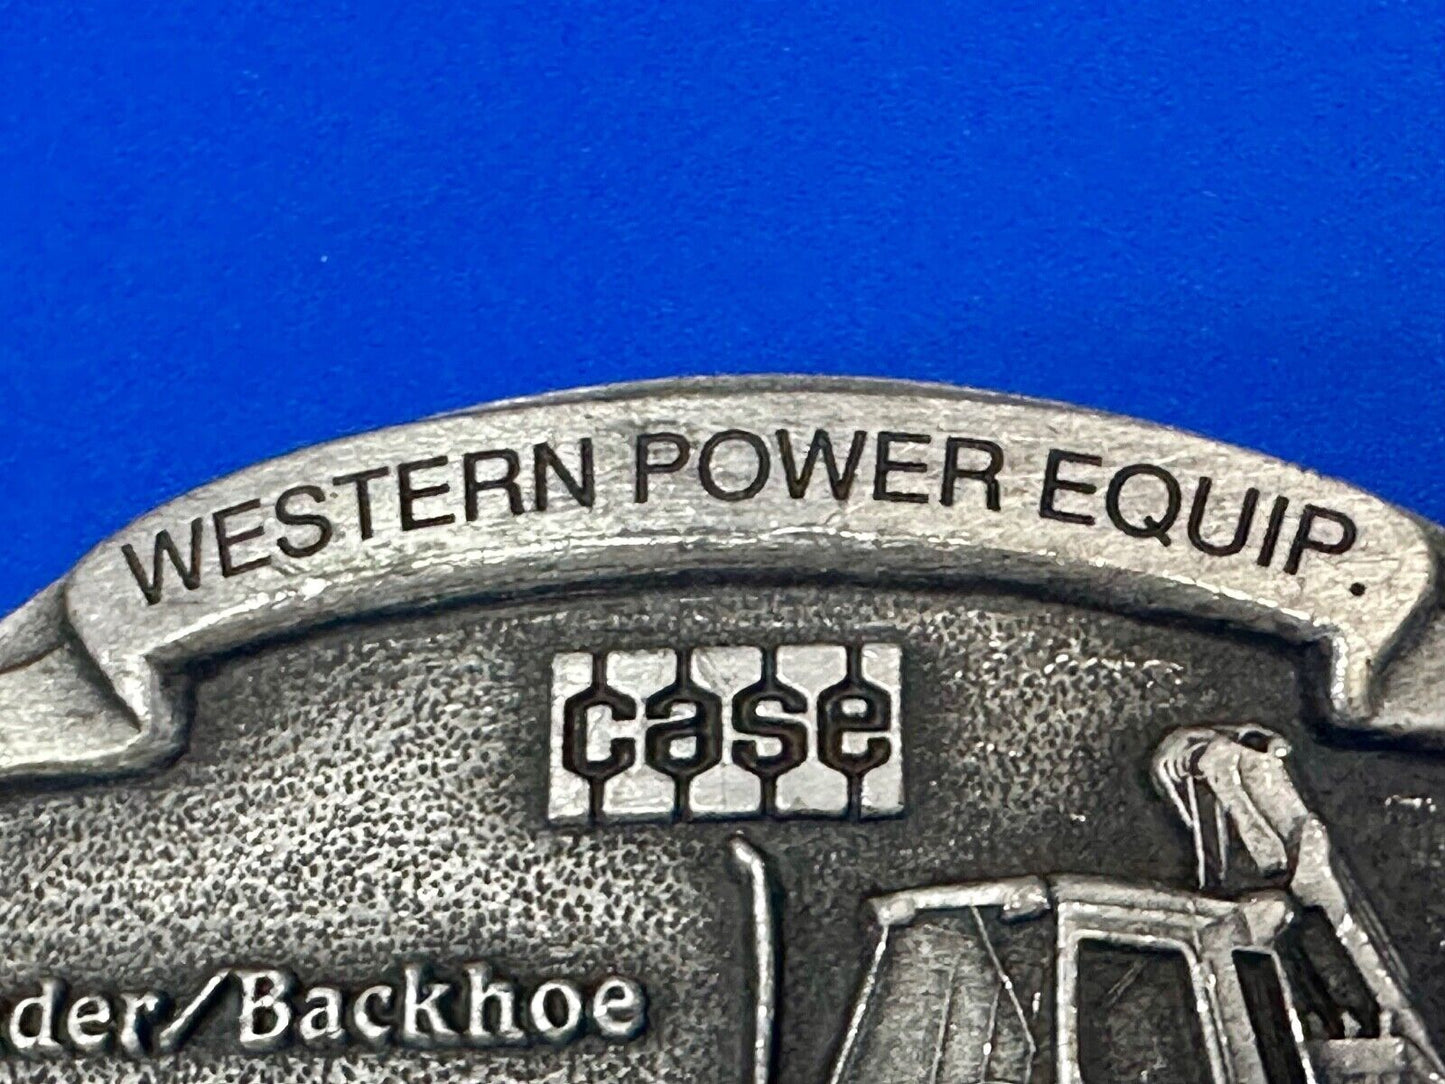 WESTERN POWER EQUIP.
case
der/Backhoe